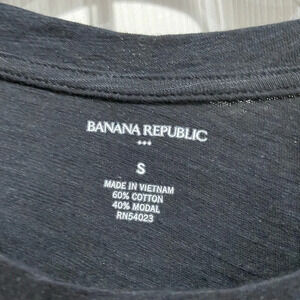 BANANA REPUBLIC
S
MADE IN VIETNAM
60% COTTON
40% MODAL
RN54023